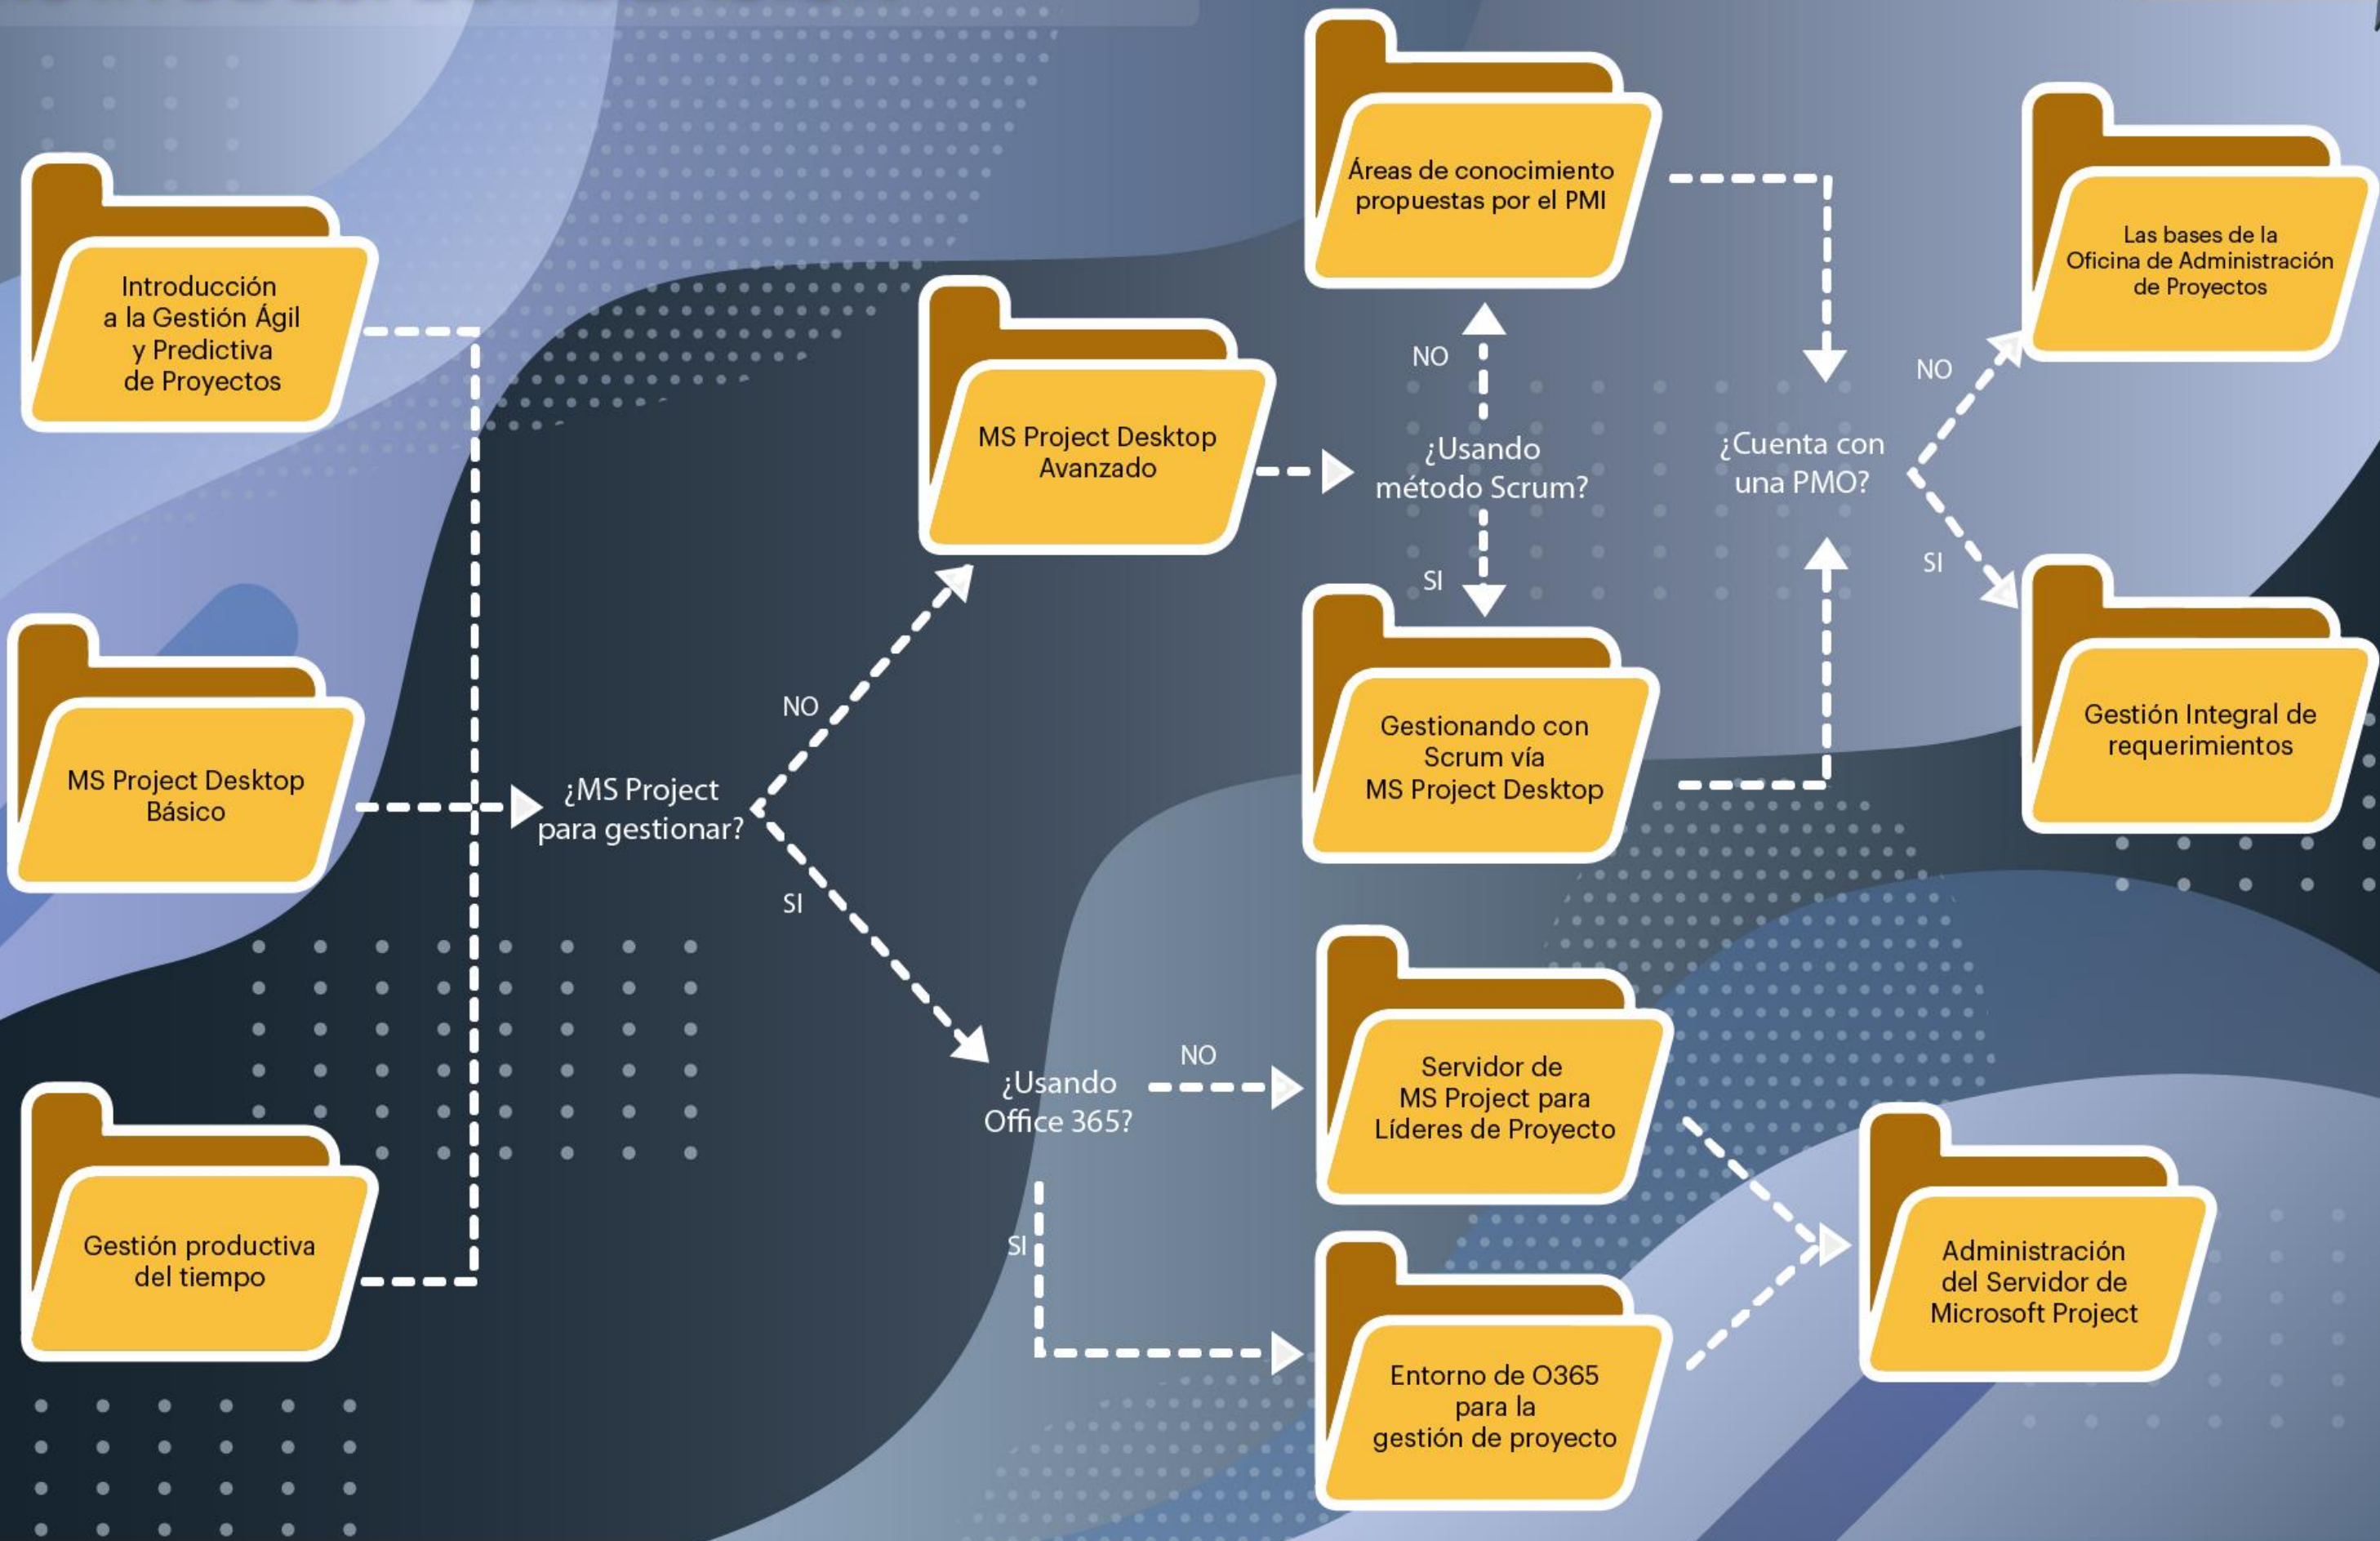 Introducción
a la Gestión Ágil
y Predictiva
de Proyectos
MS Project Desktop
Básico
Gestión productiva
del tiempo
¿MS Project
para gestionar?
NO
SI
MS Project Desktop
Avanzado
¿Usando
método Scrum?
NO
SI
Áreas de conocimiento
propuestas por el PMI
Gestionando con
Scrum vía
MS Project Desktop
¿Cuenta con
una PMO?
NO
SI
Las bases de la
Oficina de Administración
de Proyectos
Gestión Integral de
requerimientos
¿Usando
Office 365?
NO
SI
Servidor de
MS Project para
Líderes de Proyecto
Entorno de O365
para la
gestión de proyecto
Administración
del Servidor de
Microsoft Project